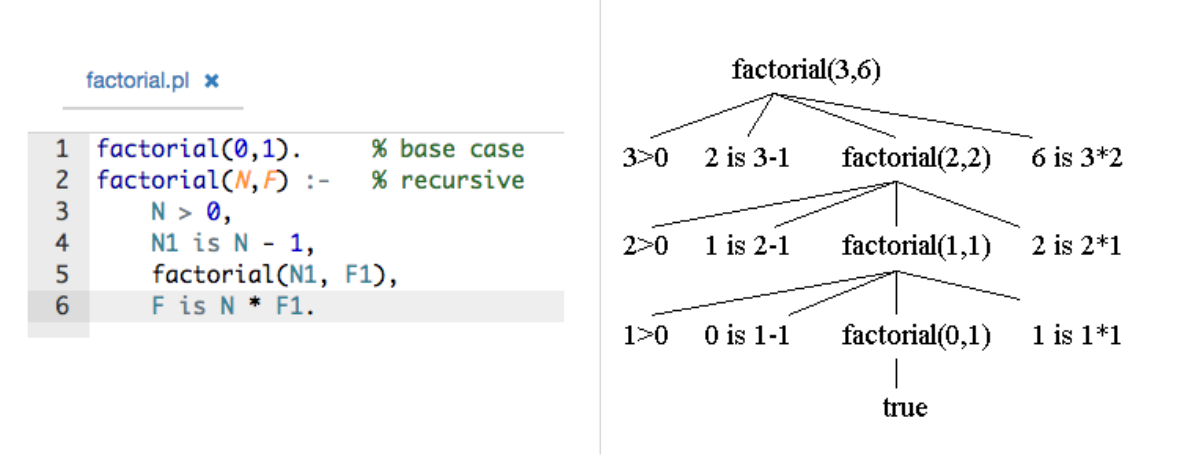 factorial.pl ×
1 factorial(0,1). % base case
2 factorial(N,F) :- % recursive
3 N > 0,
4 N1 is N - 1,
5 factorial(N1, F1),
6 F is N * F1.
factorial(3,6)
3>0 2 is 3-1 factorial(2,2) 6 is 3*2
2>0 1 is 2-1 factorial(1,1) 2 is 2*1
1>0 0 is 1-1 factorial(0,1) 1 is 1*1
true